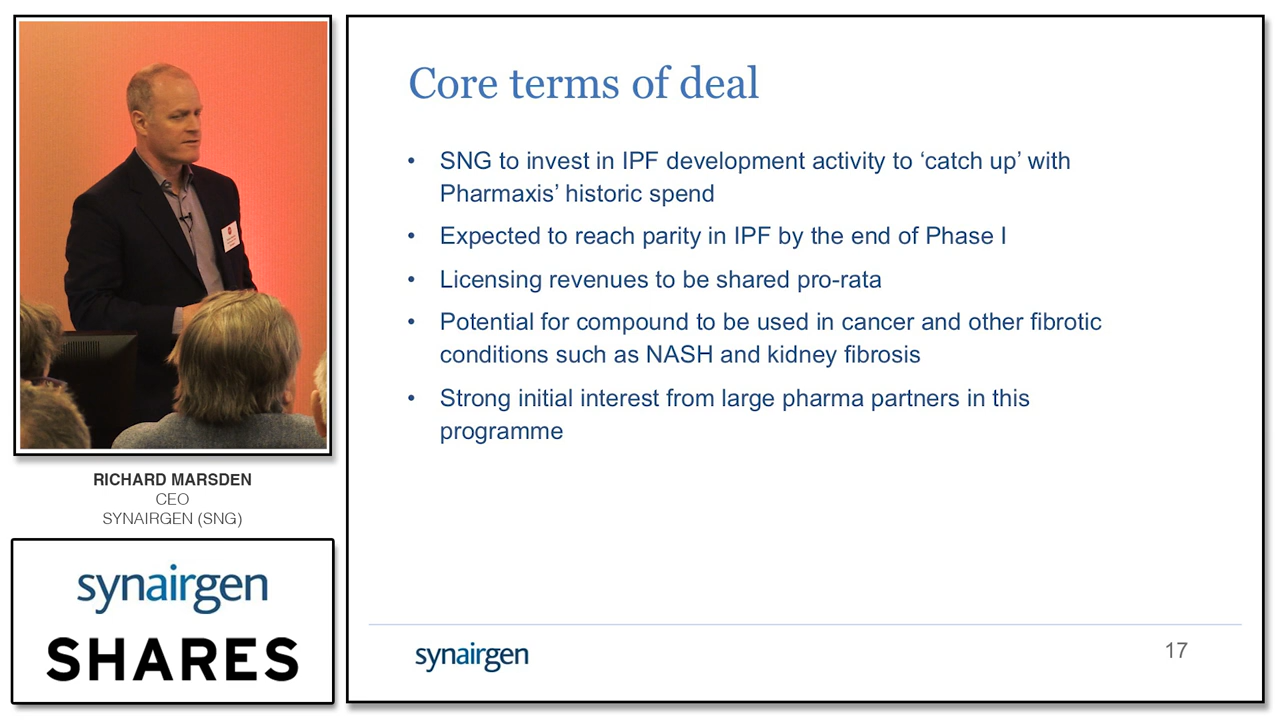 RICHARD MARSDEN
CEO
SYNAIRGEN (SNG)
synairgen
SHARES
Core terms of deal
• SNG to invest in IPF development activity to ‘catch up’ with
Pharmaxis’ historic spend
• Expected to reach parity in IPF by the end of Phase I
• Licensing revenues to be shared pro-rata
• Potential for compound to be used in cancer and other fibrotic
conditions such as NASH and kidney fibrosis
• Strong initial interest from large pharma partners in this
programme
synairgen
17